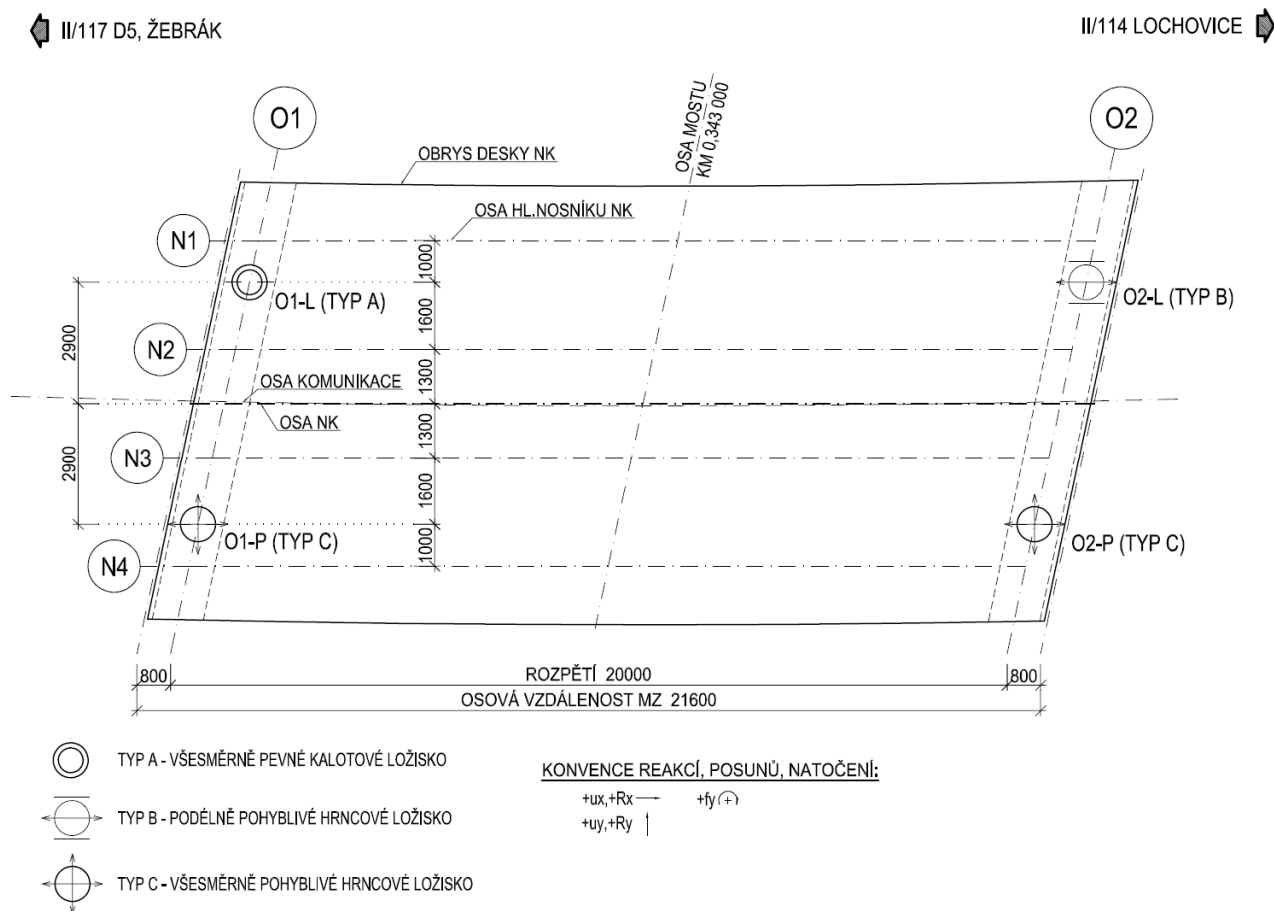 II/117 D5, ŽEBRÁK
II/114 LOCHOVICE
O1
O2
OSA MOSTU
KM 0,343 000
OBRYS DESKY NK
OSA HL.NOSNÍKU NK
N1
1000
O1-L (TYP A)
O2-L (TYP B)
1600
2900
N2
1300
OSA KOMUNIKACE
OSA NK
1300
N3
2900
1600
O1-P (TYP C)
O2-P (TYP C)
1000
N4
800
ROZPĚTÍ 20000
800
OSOVÁ VZDÁLENOST MZ 21600
TYP A - VŠESMĚRNĚ PEVNÉ KALOTOVÉ LOŽISKO
TYP B - PODÉLNĚ POHYBLIVÉ HRNCOVÉ LOŽISKO
TYP C - VŠESMĚRNĚ POHYBLIVÉ HRNCOVÉ LOŽISKO
KONVENCE REAKCÍ, POSUNŮ, NATOČENÍ:
+ux,+Rx
+fy +
+uy,+Ry